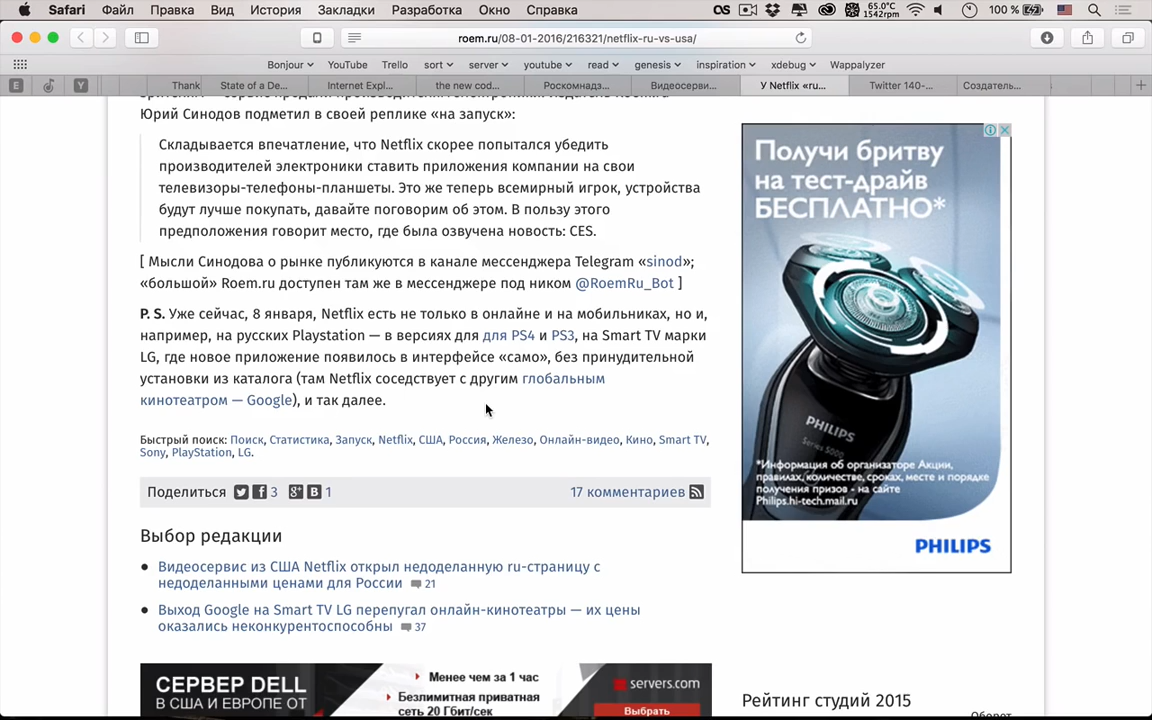 Safari Файл Правка Вид История Закладки Разработка Окно Справка 65.0°C 1542rpm 100 %
roem.ru/08-01-2016/216321/netflix-ru-vs-usa/
Bonjour YouTube Trello sort server youtube read genesis inspiration xdebug Wappalyzer
E Y Thank State of a De... Internet Expl... the new cod... Роскомнадз... Видеосерви... У Netflix «ru... Twitter 140-... Создатель...
Юрий Синодов подметил в своей реплике «на запуск»:
Складывается впечатление, что Netflix скорее попытался убедить
производителей электроники ставить приложения компании на свои
телевизоры-телефоны-планшеты. Это же теперь всемирный игрок, устройства
будут лучше покупать, давайте поговорим об этом. В пользу этого
предположения говорит место, где была озвучена новость: CES.
[ Мысли Синодова о рынке публикуются в канале мессенджера Telegram «sinod»;
«большой» Roem.ru доступен там же в мессенджере под ником @RoemRu_Bot ]
P. S. Уже сейчас, 8 января, Netflix есть не только в онлайне и на мобильниках, но и,
например, на русских Playstation — в версиях для для PS4 и PS3, на Smart TV марки
LG, где новое приложение появилось в интерфейсе «само», без принудительной
установки из каталога (там Netflix соседствует с другим глобальным
кинотеатром — Google), и так далее.
Быстрый поиск: Поиск, Статистика, Запуск, Netflix, США, Россия, Железо, Онлайн-видео, Кино, Smart TV,
Sony, PlayStation, LG.
Поделиться 3 1 17 комментариев
Выбор редакции
Видеосервис из США Netflix открыл недоделанную ru-страницу с
недоделанными ценами для России 21
Выход Google на Smart TV LG перепугал онлайн-кинотеатры — их цены
оказались неконкурентоспособны 37
СЕРВЕР DELL
В США И ЕВРОПЕ ОТ
Менее чем за 1 час
Безлимитная приватная
сеть 20 Гбит/сек
servers.com
Выбрать
Получи бритву
на тест-драйв
БЕСПЛАТНО*
PHILIPS
Series 5000
*Информация об организаторе Акции,
правилах, количестве, сроках, месте и порядке
получения призов - на сайте
Philips.hi-tech.mail.ru
PHILIPS
Рейтинг студий 2015
Оборот